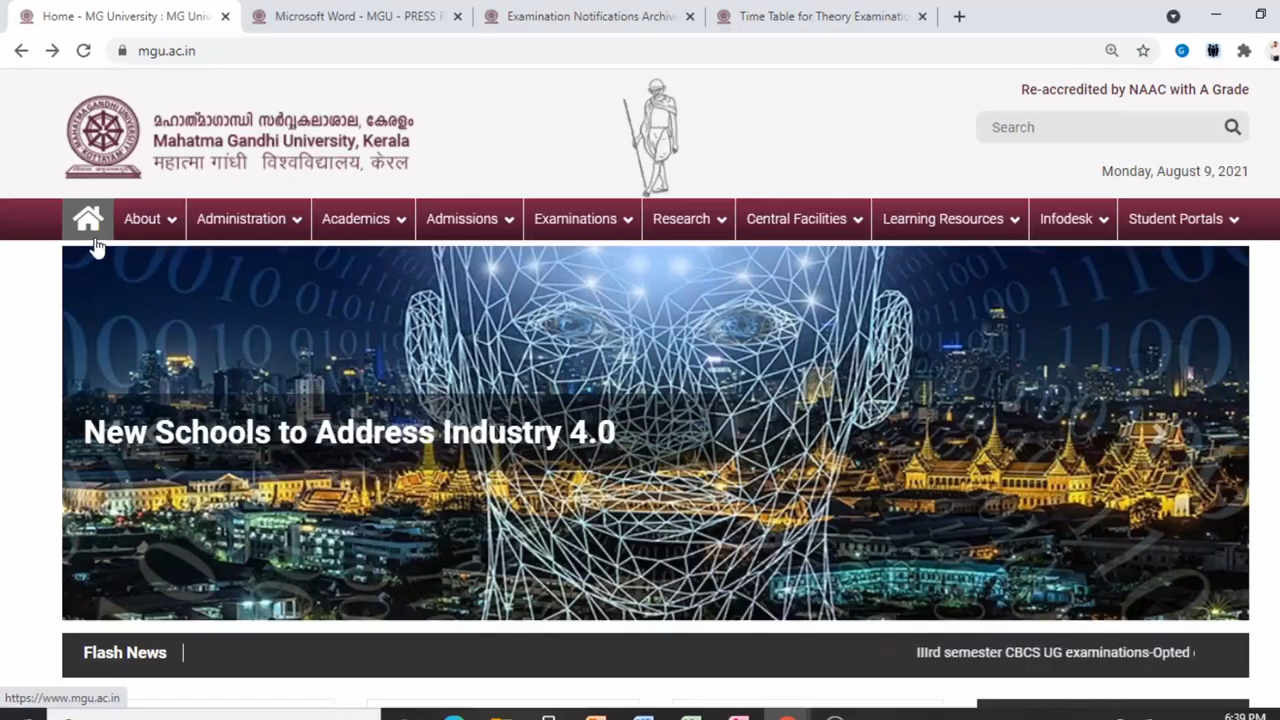 Home - MG University : MG Univ
Microsoft Word - MGU - PRESS R
Examination Notifications Archiv
Time Table for Theory Examinatio
mgu.ac.in
Re-accredited by NAAC with A Grade
മഹാത്മാഗാന്ധി സർവ്വകലാശാല, കേരളം
Mahatma Gandhi University, Kerala
महात्मा गांधी विश्वविद्यालय, केरल
Search
Monday, August 9, 2021
About
Administration
Academics
Admissions
Examinations
Research
Central Facilities
Learning Resources
Infodesk
Student Portals
New Schools to Address Industry 4.0
Flash News
IIIrd semester CBCS UG examinations-Opted
https://www.mgu.ac.in
6:39 PM